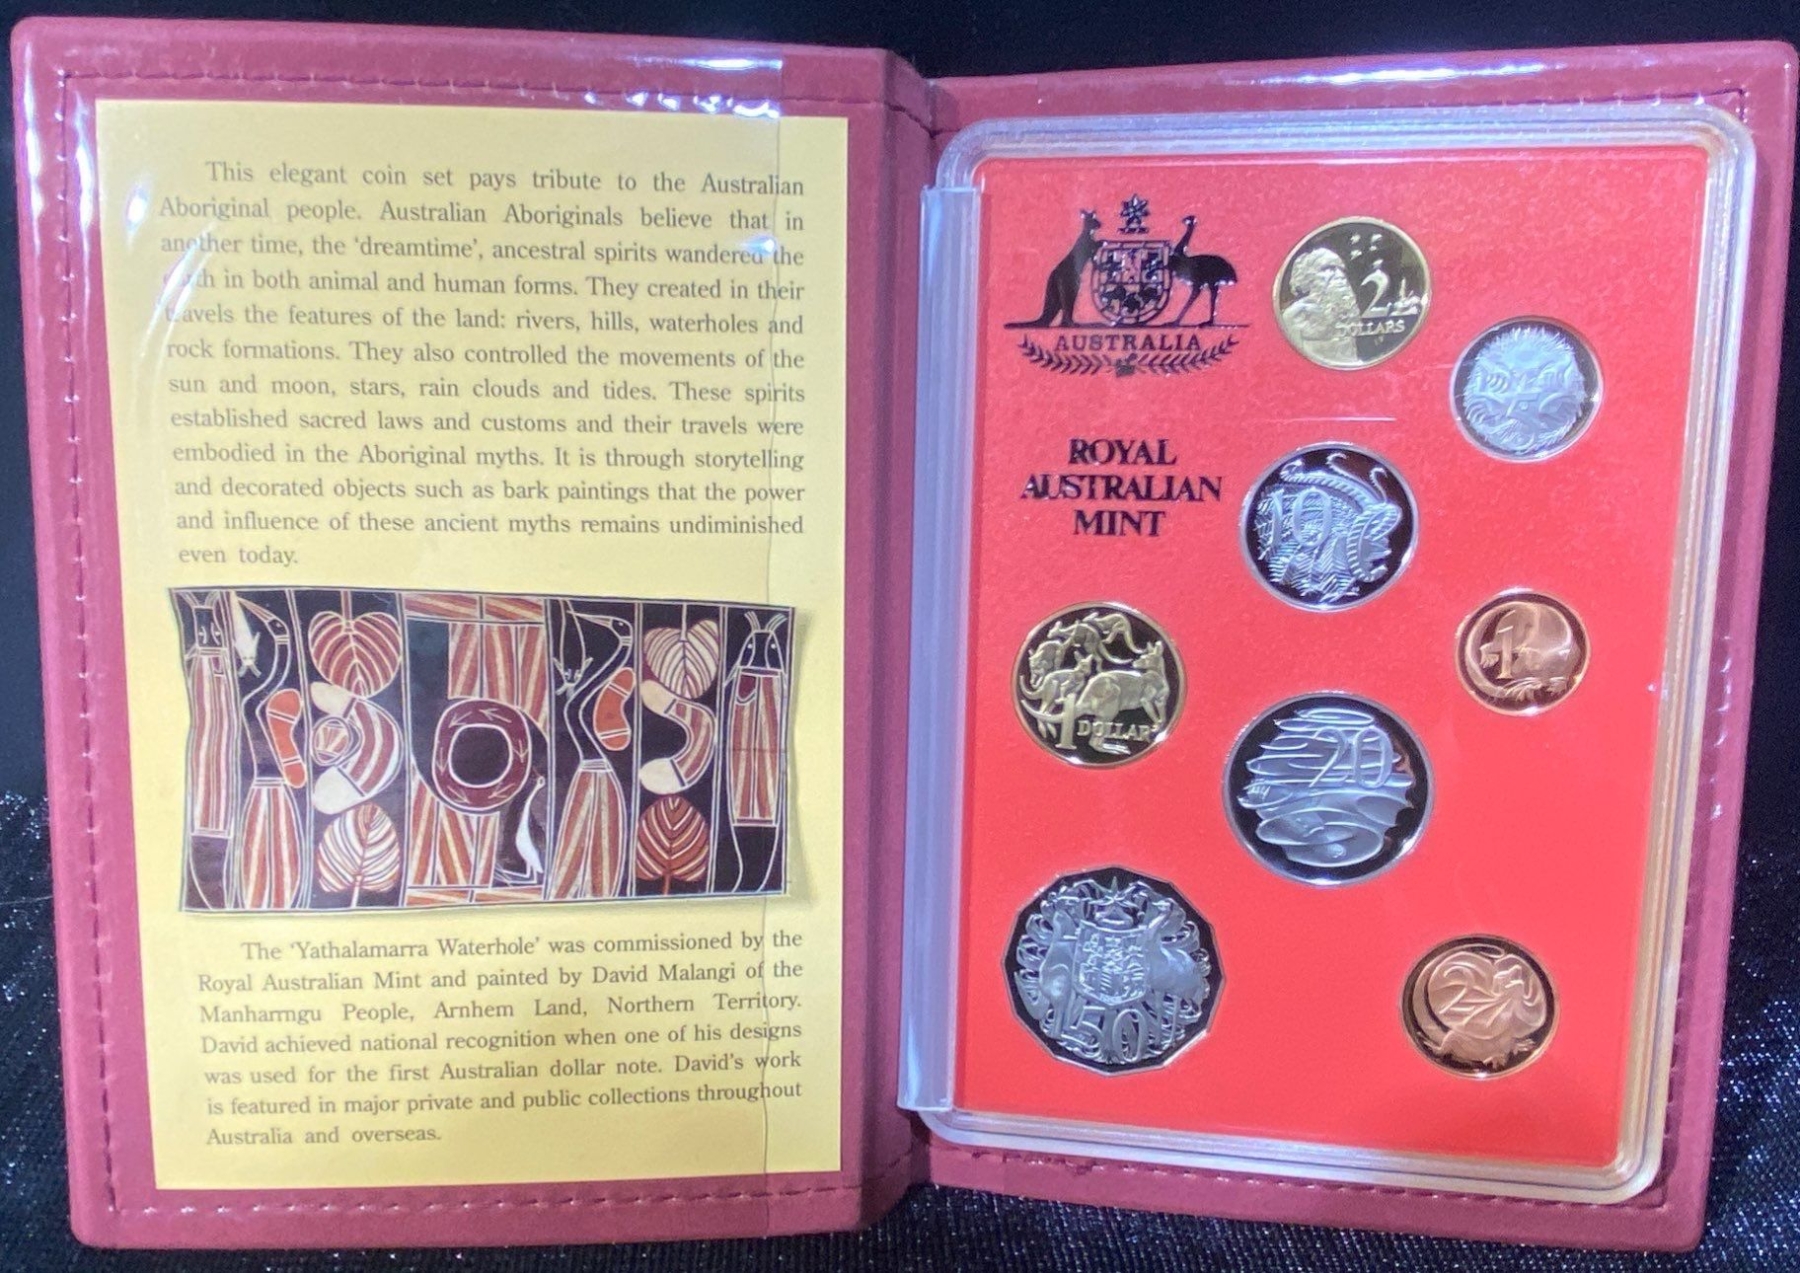 This elegant coin set pays tribute to the Australian
Aboriginal people. Australian Aboriginals believe that in
another time, the 'dreamtime', ancestral spirits wandered the
in both animal and human forms. They created in their
travels the features of the land: rivers, hills, waterholes and
rock formations. They also controlled the movements of the
sun and moon, stars, rain clouds and tides. These spirits
established sacred laws and customs and their travels were
embodied in the Aboriginal myths. It is through storytelling
and decorated objects such as bark paintings that the power
and influence of these ancient myths remains undiminished
even today.
The 'Yathalamarra Waterhole' was commissioned by the
Royal Australian Mint and painted by David Malangi of the
Manharrngu People, Arnhem Land, Northern Territory.
David achieved national recognition when one of his designs
was used for the first Australian dollar note. David's work
is featured in major private and public collections throughout
Australia and overseas.
AUSTRALIA
ROYAL
AUSTRALIAN
MINT
2
DOLLARS
5
10
1
1
DOLLAR
20
50
2